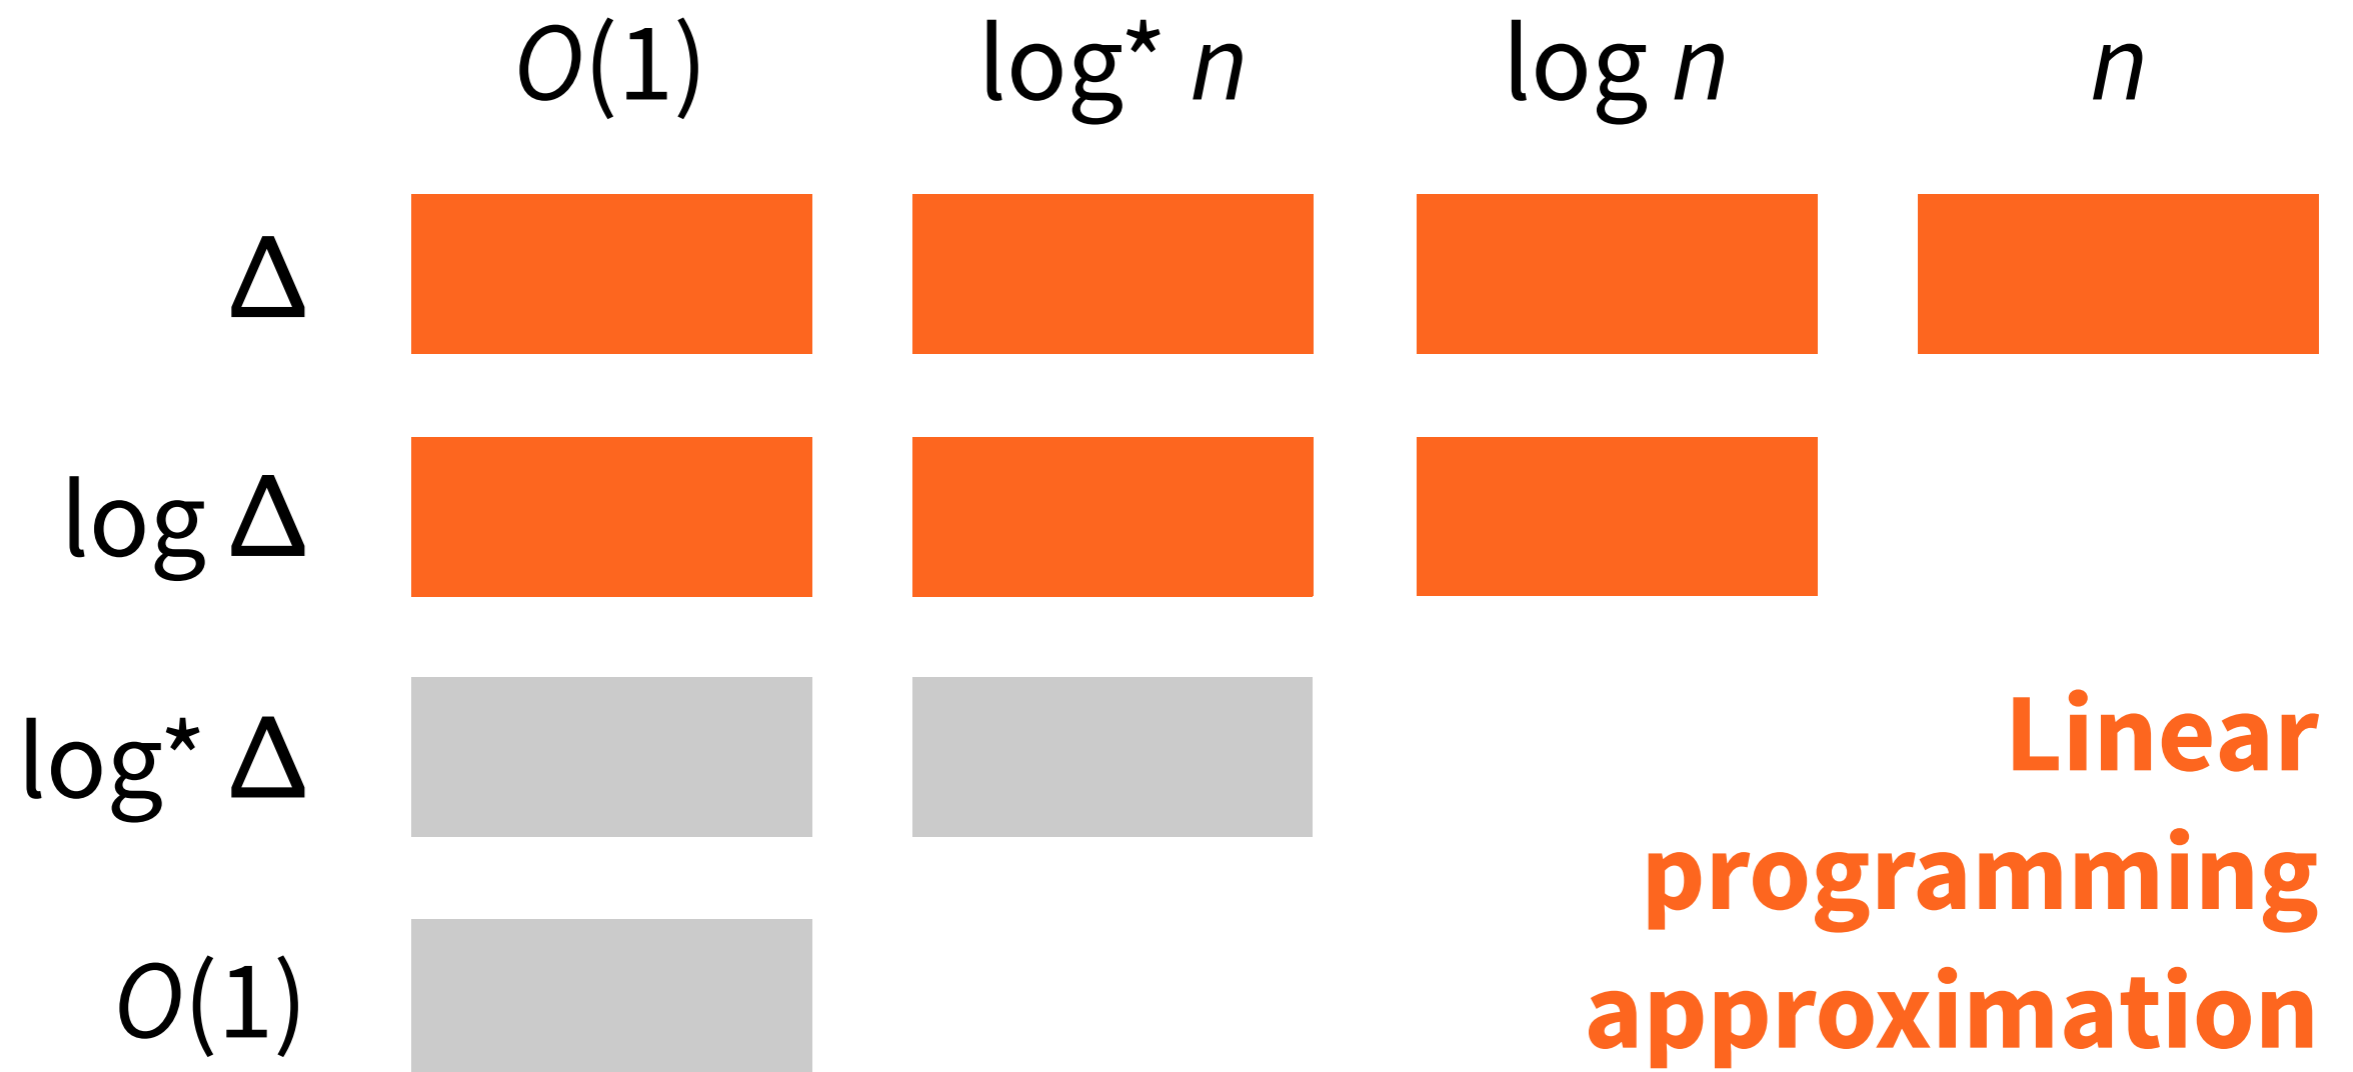 O(1) log* n log n n
Δ
log Δ
log* Δ
O(1)
Linear
programming
approximation